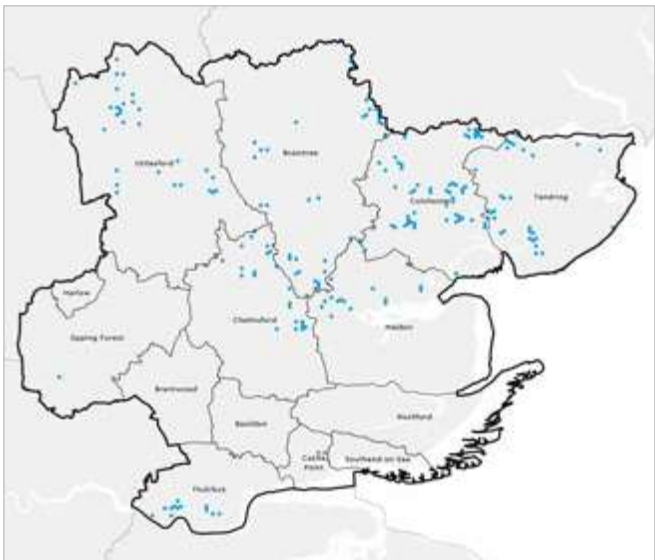 Uttlesford
Braintree
Colchester
Tendring
Harlow
Epping Forest
Chelmsford
Maldon
Brentwood
Basildon
Rochford
Castle
Point
Southend-on-Sea
Thurrock